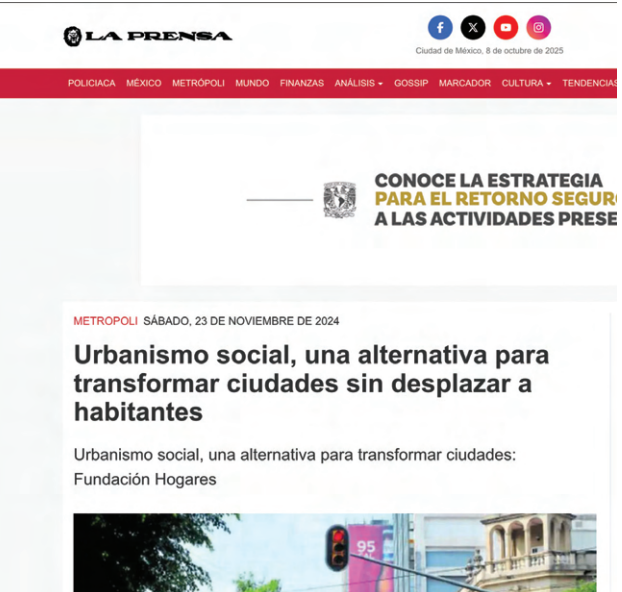 LA PRENSA
Ciudad de México, 8 de octubre de 2025
POLICIACA MÉXICO METRÓPOLI MUNDO FINANZAS ANÁLISIS GOSSIP MARCADOR CULTURA TENDENCIAS
CONOCE LA ESTRATEGIA
PARA EL RETORNO SEGURO
A LAS ACTIVIDADES PRESE
METROPOLI SÁBADO, 23 DE NOVIEMBRE DE 2024
Urbanismo social, una alternativa para
transformar ciudades sin desplazar a
habitantes
Urbanismo social, una alternativa para transformar ciudades:
Fundación Hogares
95